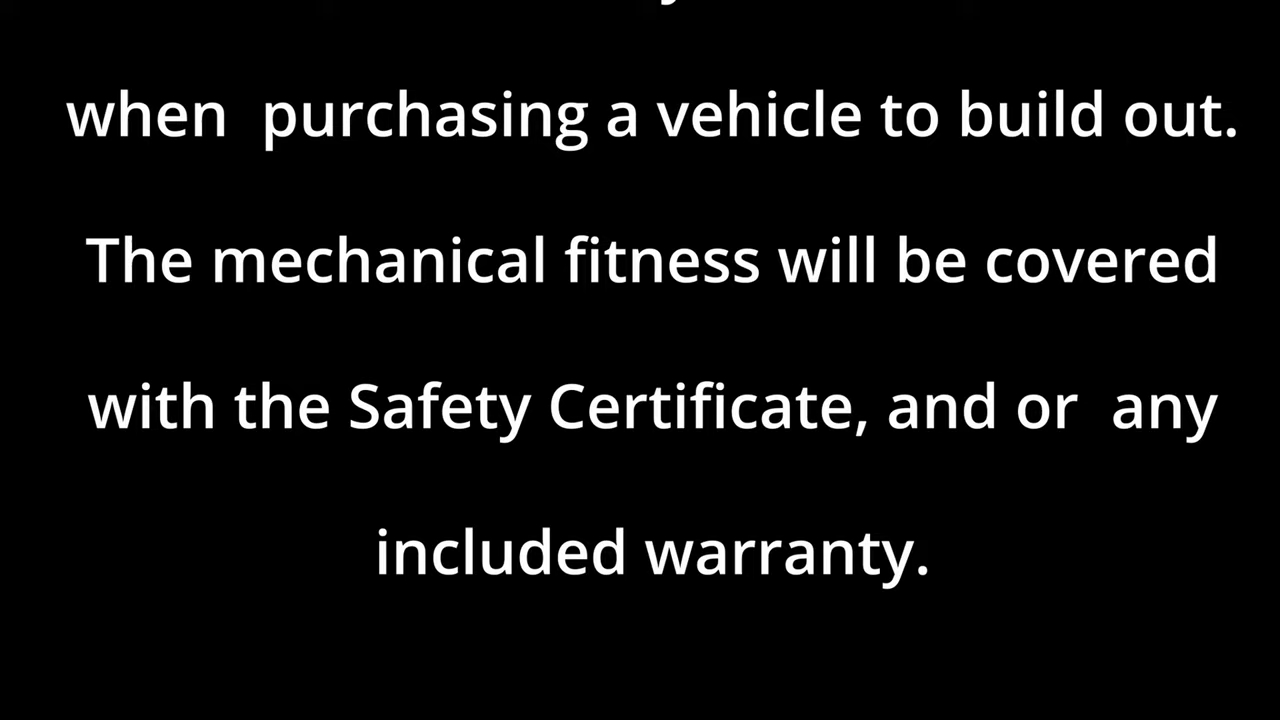 when  purchasing a vehicle to build out.
The mechanical fitness will be covered
with the Safety Certificate, and or  any
included warranty.